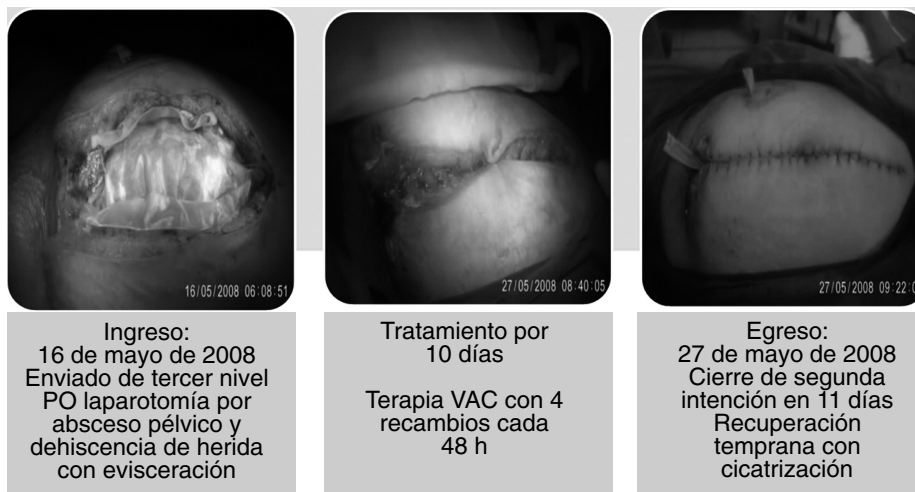 16/05/2008 06:08:51
27/05/2008 08:40:05
27/05/2008 09:22:0
Ingreso:
16 de mayo de 2008
Enviado de tercer nivel
PO laparotomía por
absceso pélvico y
dehiscencia de herida
con evisceración
Tratamiento por
10 días
Terapia VAC con 4
recambios cada
48 h
Egreso:
27 de mayo de 2008
Cierre de segunda
intención en 11 días
Recuperación
temprana con
cicatrización